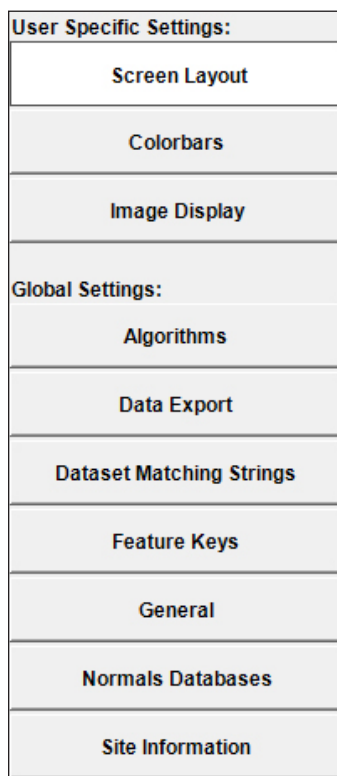 User Specific Settings:
Screen Layout
Colorbars
Image Display
Global Settings:
Algorithms
Data Export
Dataset Matching Strings
Feature Keys
General
Normals Databases
Site Information